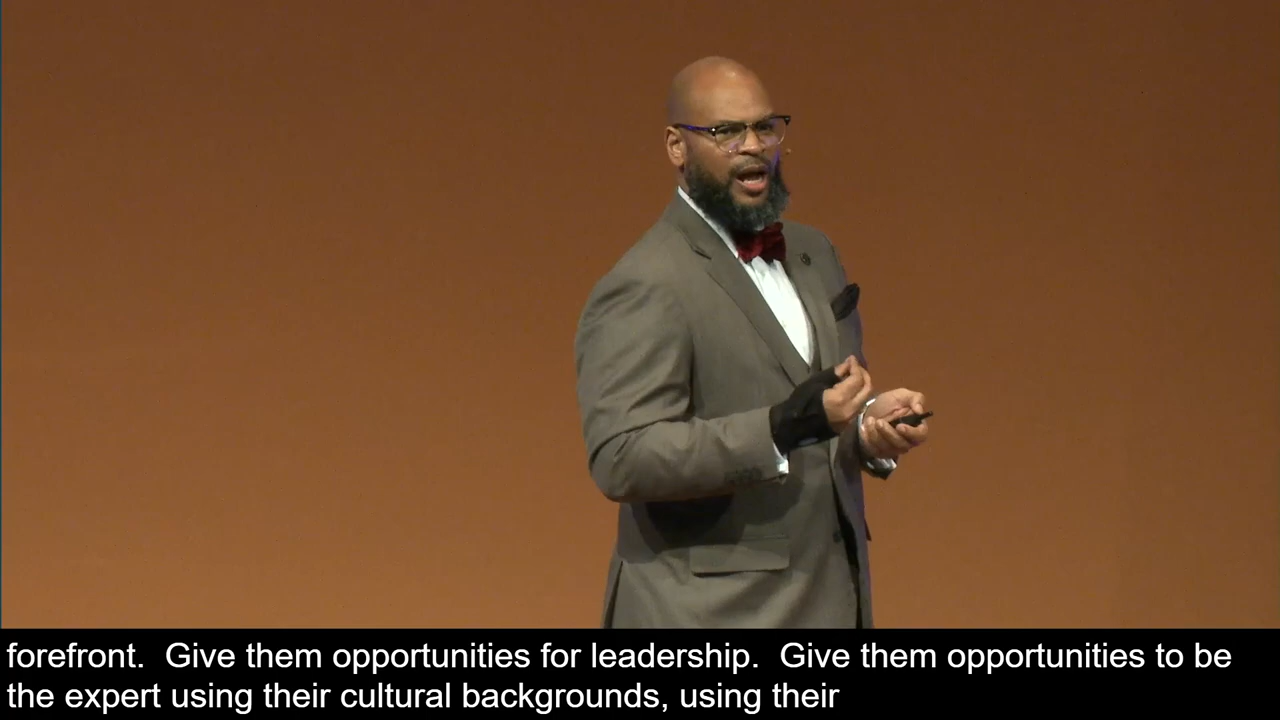 forefront.  Give them opportunities for leadership.  Give them opportunities to be
the expert using their cultural backgrounds, using their